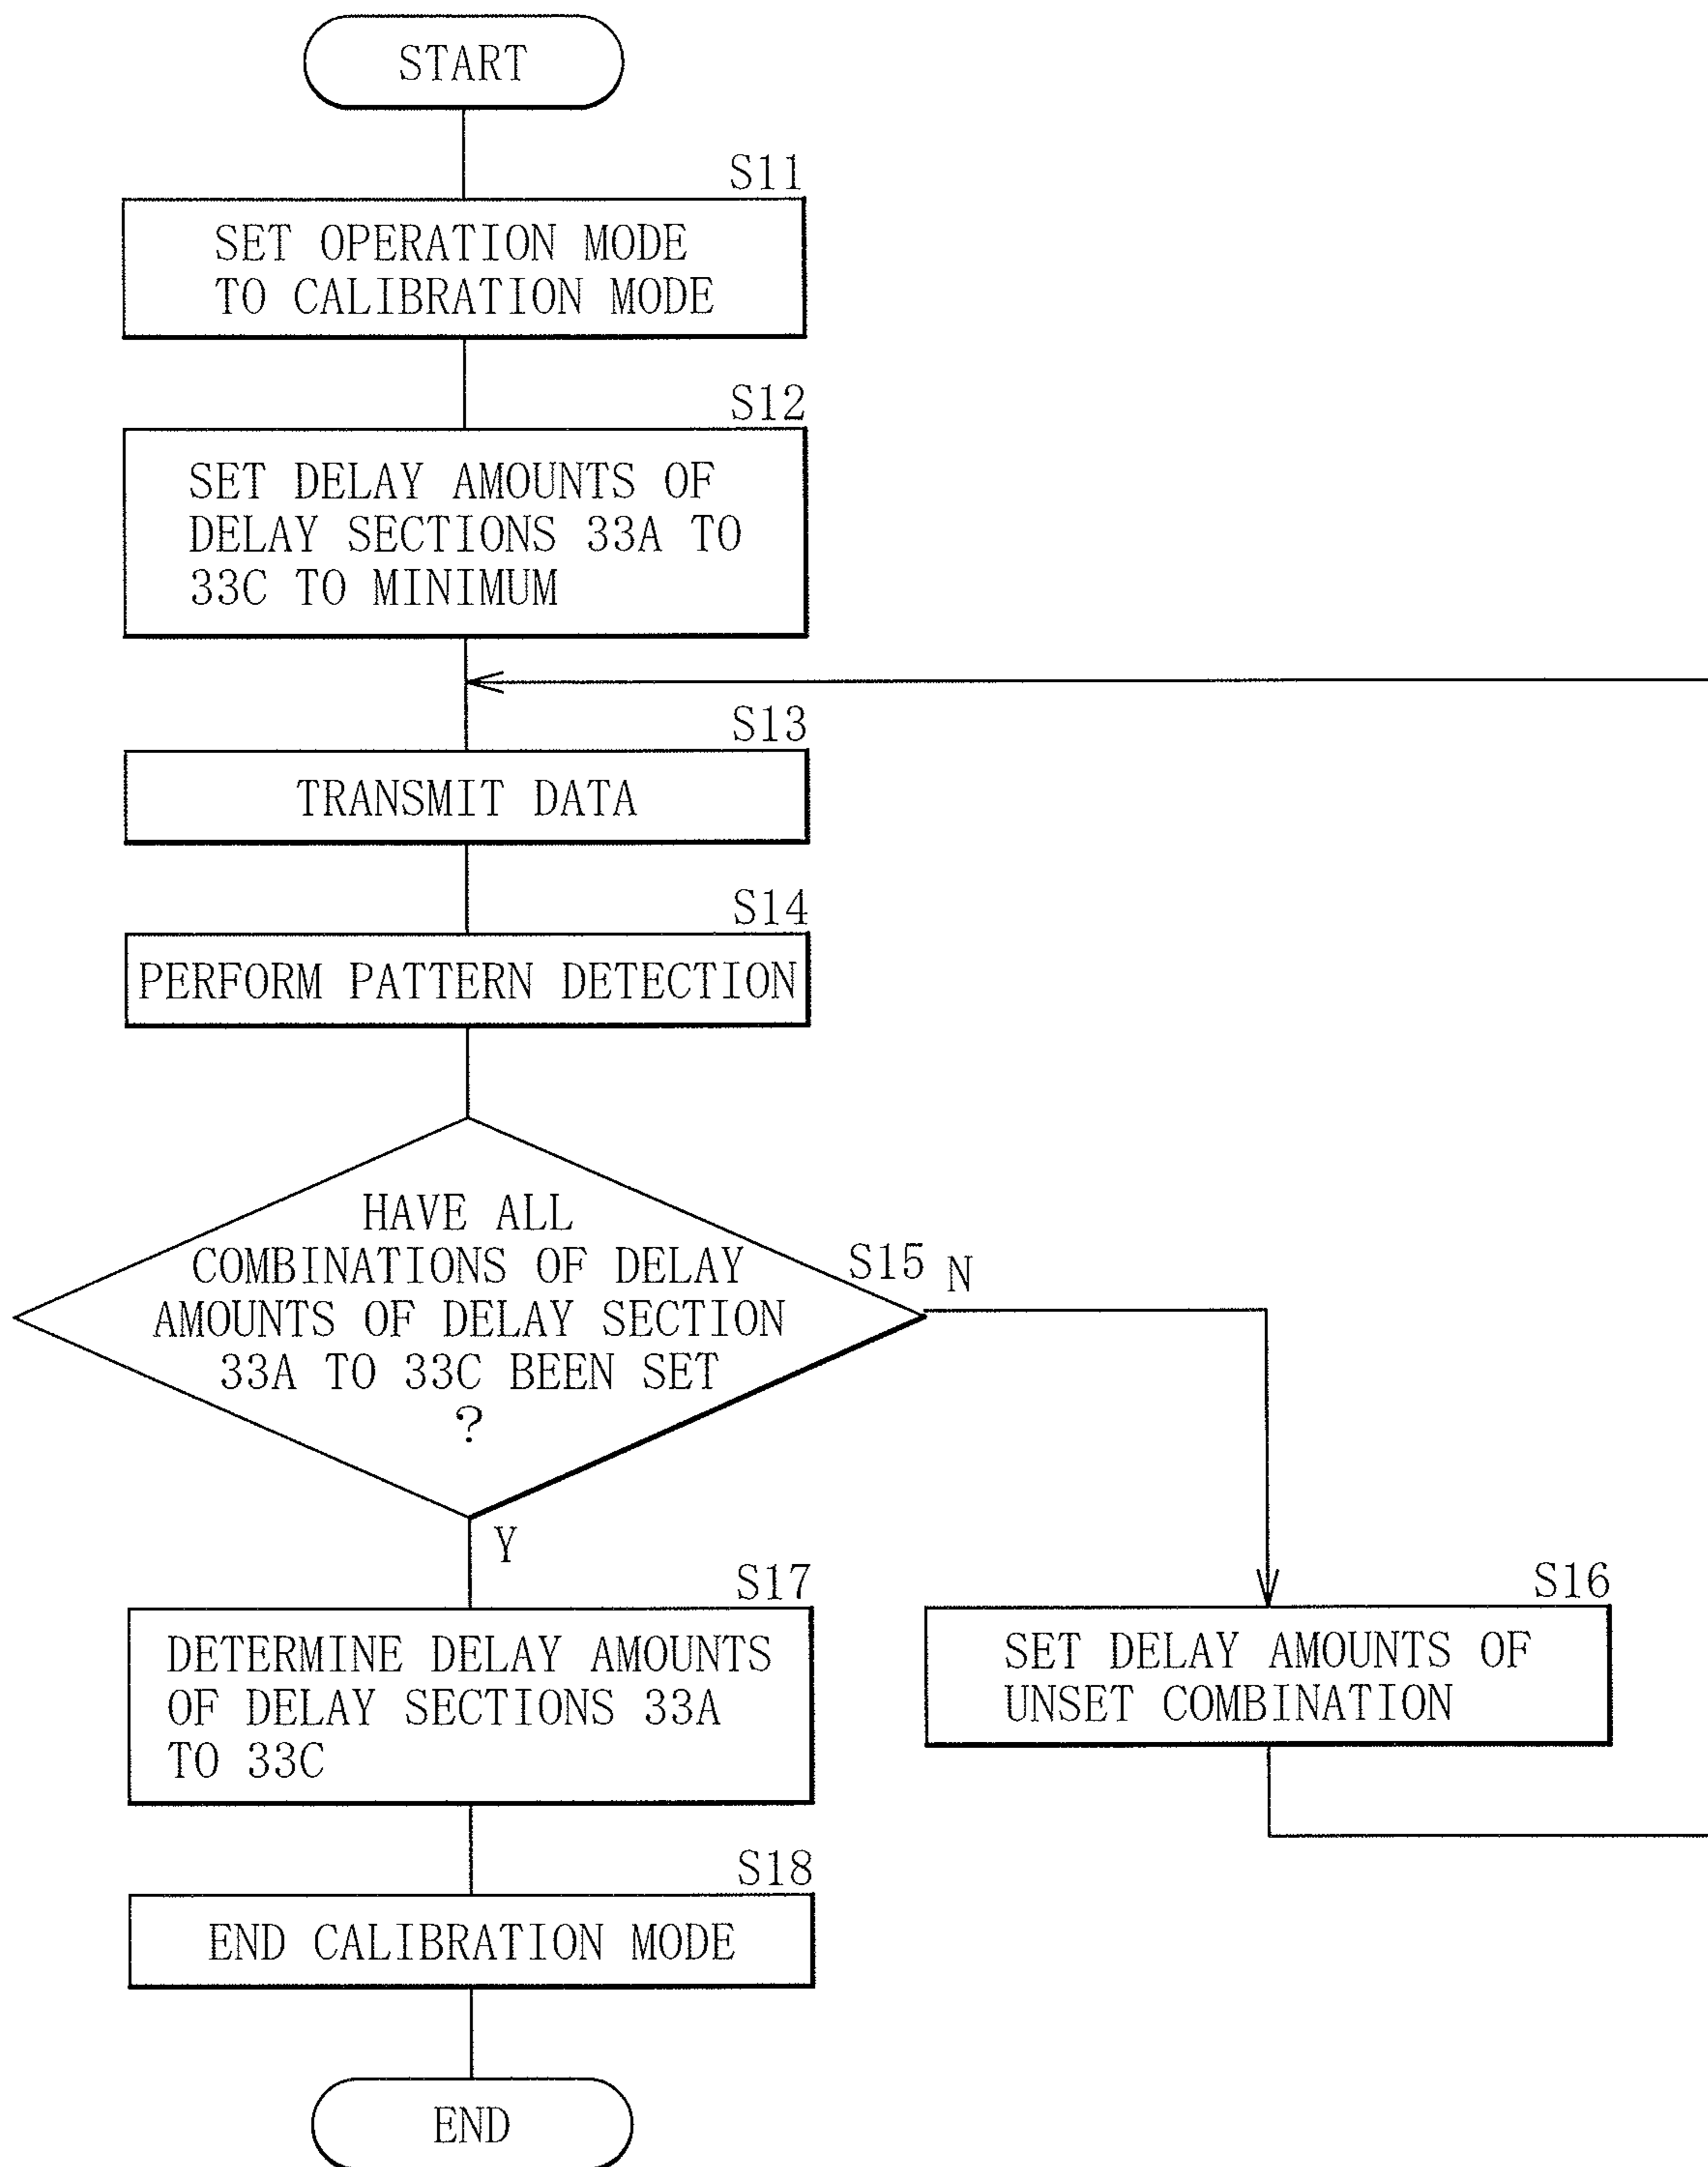 START
S11
SET OPERATION MODE
TO CALIBRATION MODE
S12
SET DELAY AMOUNTS OF
DELAY SECTIONS 33A TO
33C TO MINIMUM
S13
TRANSMIT DATA
S14
PERFORM PATTERN DETECTION
HAVE ALL
COMBINATIONS OF DELAY
AMOUNTS OF DELAY SECTION
33A TO 33C BEEN SET
?
S15
N
Y
S16
SET DELAY AMOUNTS OF
UNSET COMBINATION
S17
DETERMINE DELAY AMOUNTS
OF DELAY SECTIONS 33A
TO 33C
S18
END CALIBRATION MODE
END